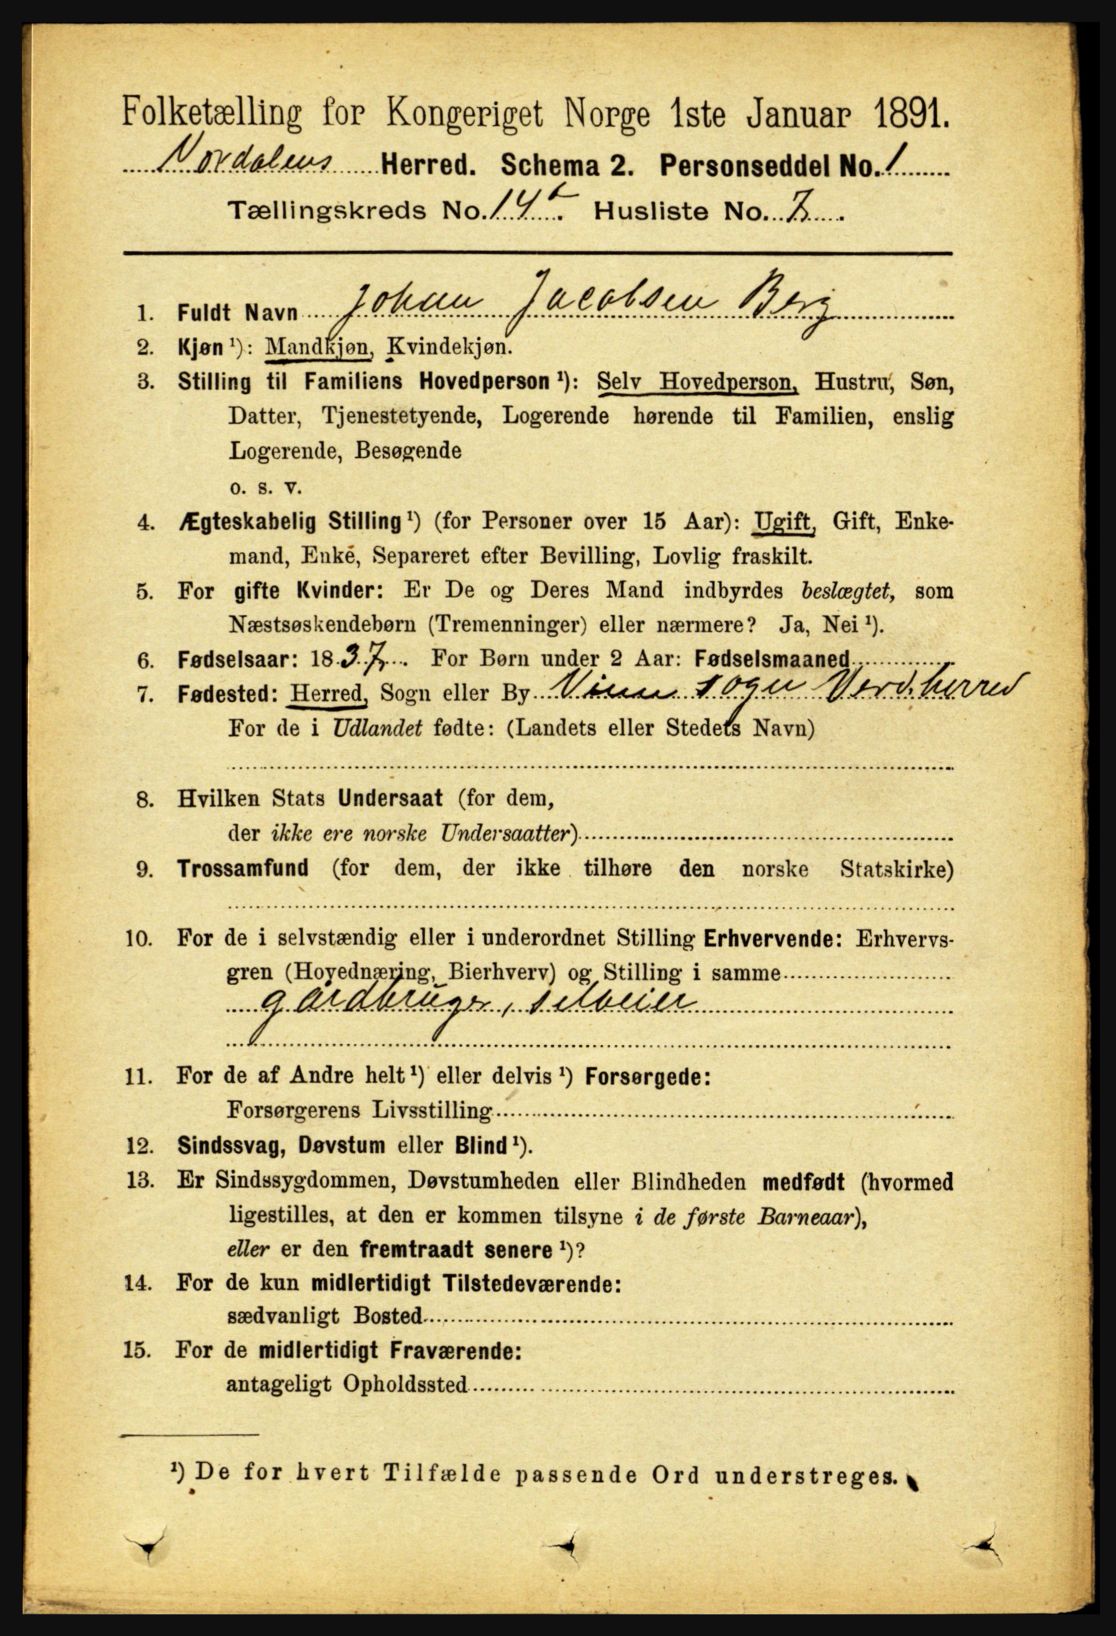 Folketælling for Kongeriget Norge 1ste Januar 1891.
Herred. Schema 2. Personseddel No. 1
Tællingskreds No. 14 Husliste No. 7.
1. Fuldt Navn Johan Jacobsen Berg
2. Kjøn ¹): Mandkjøn, Kvindekjøn.
3. Stilling til Familiens Hovedperson ¹): Selv Hovedperson, Hustru, Søn,
Datter, Tjenestetyende, Logerende hørende til Familien, enslig
Logerende, Besøgende
o. s. v.
4. Ægteskabelig Stilling ¹) (for Personer over 15 Aar): Ugift, Gift, Enke-
mand, Enke, Separeret efter Bevilling, Lovlig fraskilt.
5. For gifte Kvinder: Er De og Deres Mand indbyrdes beslægtet, som
Næstsøskendebørn (Tremenninger) eller nærmere? Ja, Nei ¹).
6. Fødselsaar: 1837. For Børn under 2 Aar: Fødselsmaaned
7. Fødested: Herred, Sogn eller By sogn herred
For de i Udlandet fødte: (Landets eller Stedets Navn)
8. Hvilken Stats Undersaat (for dem,
der ikke ere norske Undersaatter)
9. Trossamfund (for dem, der ikke tilhøre den norske Statskirke)
10. For de i selvstændig eller i underordnet Stilling Erhvervende: Erhvervs-
gren (Hovednæring, Bierhverv) og Stilling i samme
gårdbruger, selveier
11. For de af Andre helt ¹) eller delvis ¹) Forsørgede:
Forsørgerens Livsstilling
12. Sindssvag, Døvstum eller Blind ¹).
13. Er Sindssygdommen, Døvstumheden eller Blindheden medfødt (hvormed
ligestilles, at den er kommen tilsyne i de første Barneaar),
eller er den fremtraadt senere ¹)?
14. For de kun midlertidigt Tilstedeværende:
sædvanligt Bosted
15. For de midlertidigt Fraværende:
antageligt Opholdssted
¹) De for hvert Tilfælde passende Ord understreges.